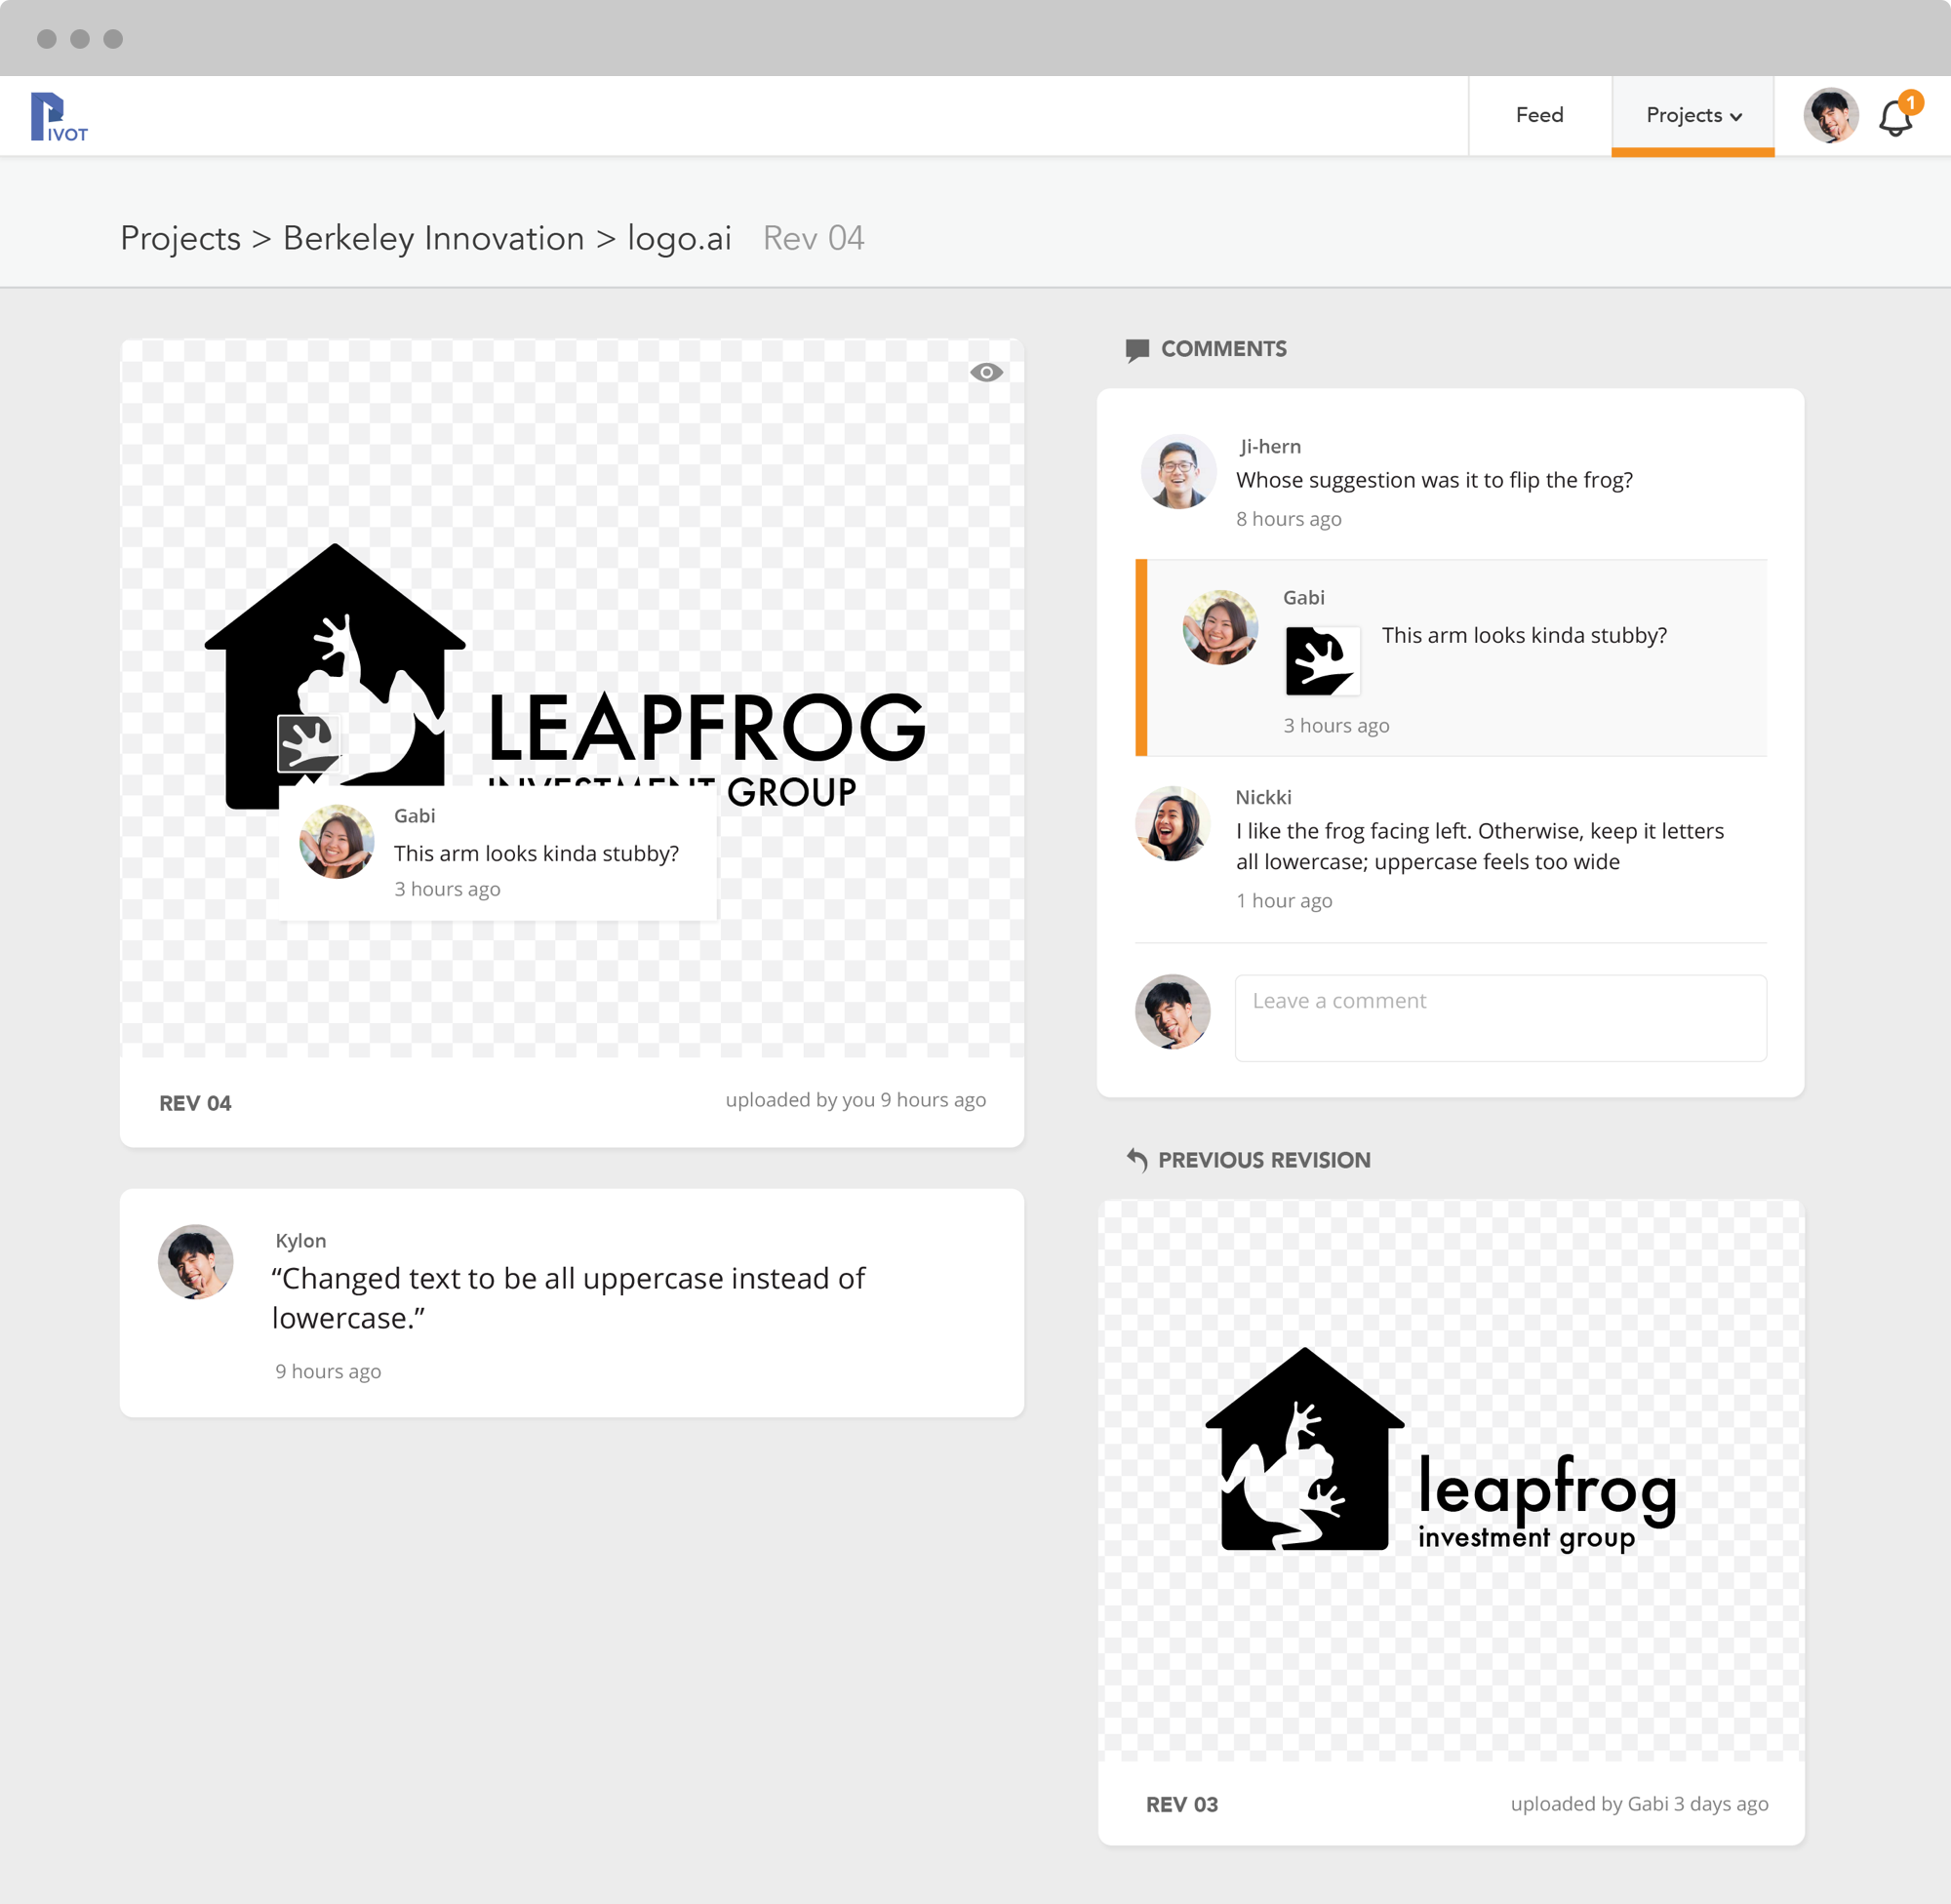 PIVOT
Feed
Projects
1
Projects > Berkeley Innovation > logo.ai Rev 04
LEAPFROG
INVESTMENT GROUP
Gabi
This arm looks kinda stubby?
3 hours ago
REV 04
uploaded by you 9 hours ago
Kylon
“Changed text to be all uppercase instead of
lowercase.”
9 hours ago
COMMENTS
Ji-hern
Whose suggestion was it to flip the frog?
8 hours ago
Gabi
This arm looks kinda stubby?
3 hours ago
Nickki
I like the frog facing left. Otherwise, keep it letters
all lowercase; uppercase feels too wide
1 hour ago
Leave a comment
PREVIOUS REVISION
leapfrog
investment group
REV 03
uploaded by Gabi 3 days ago